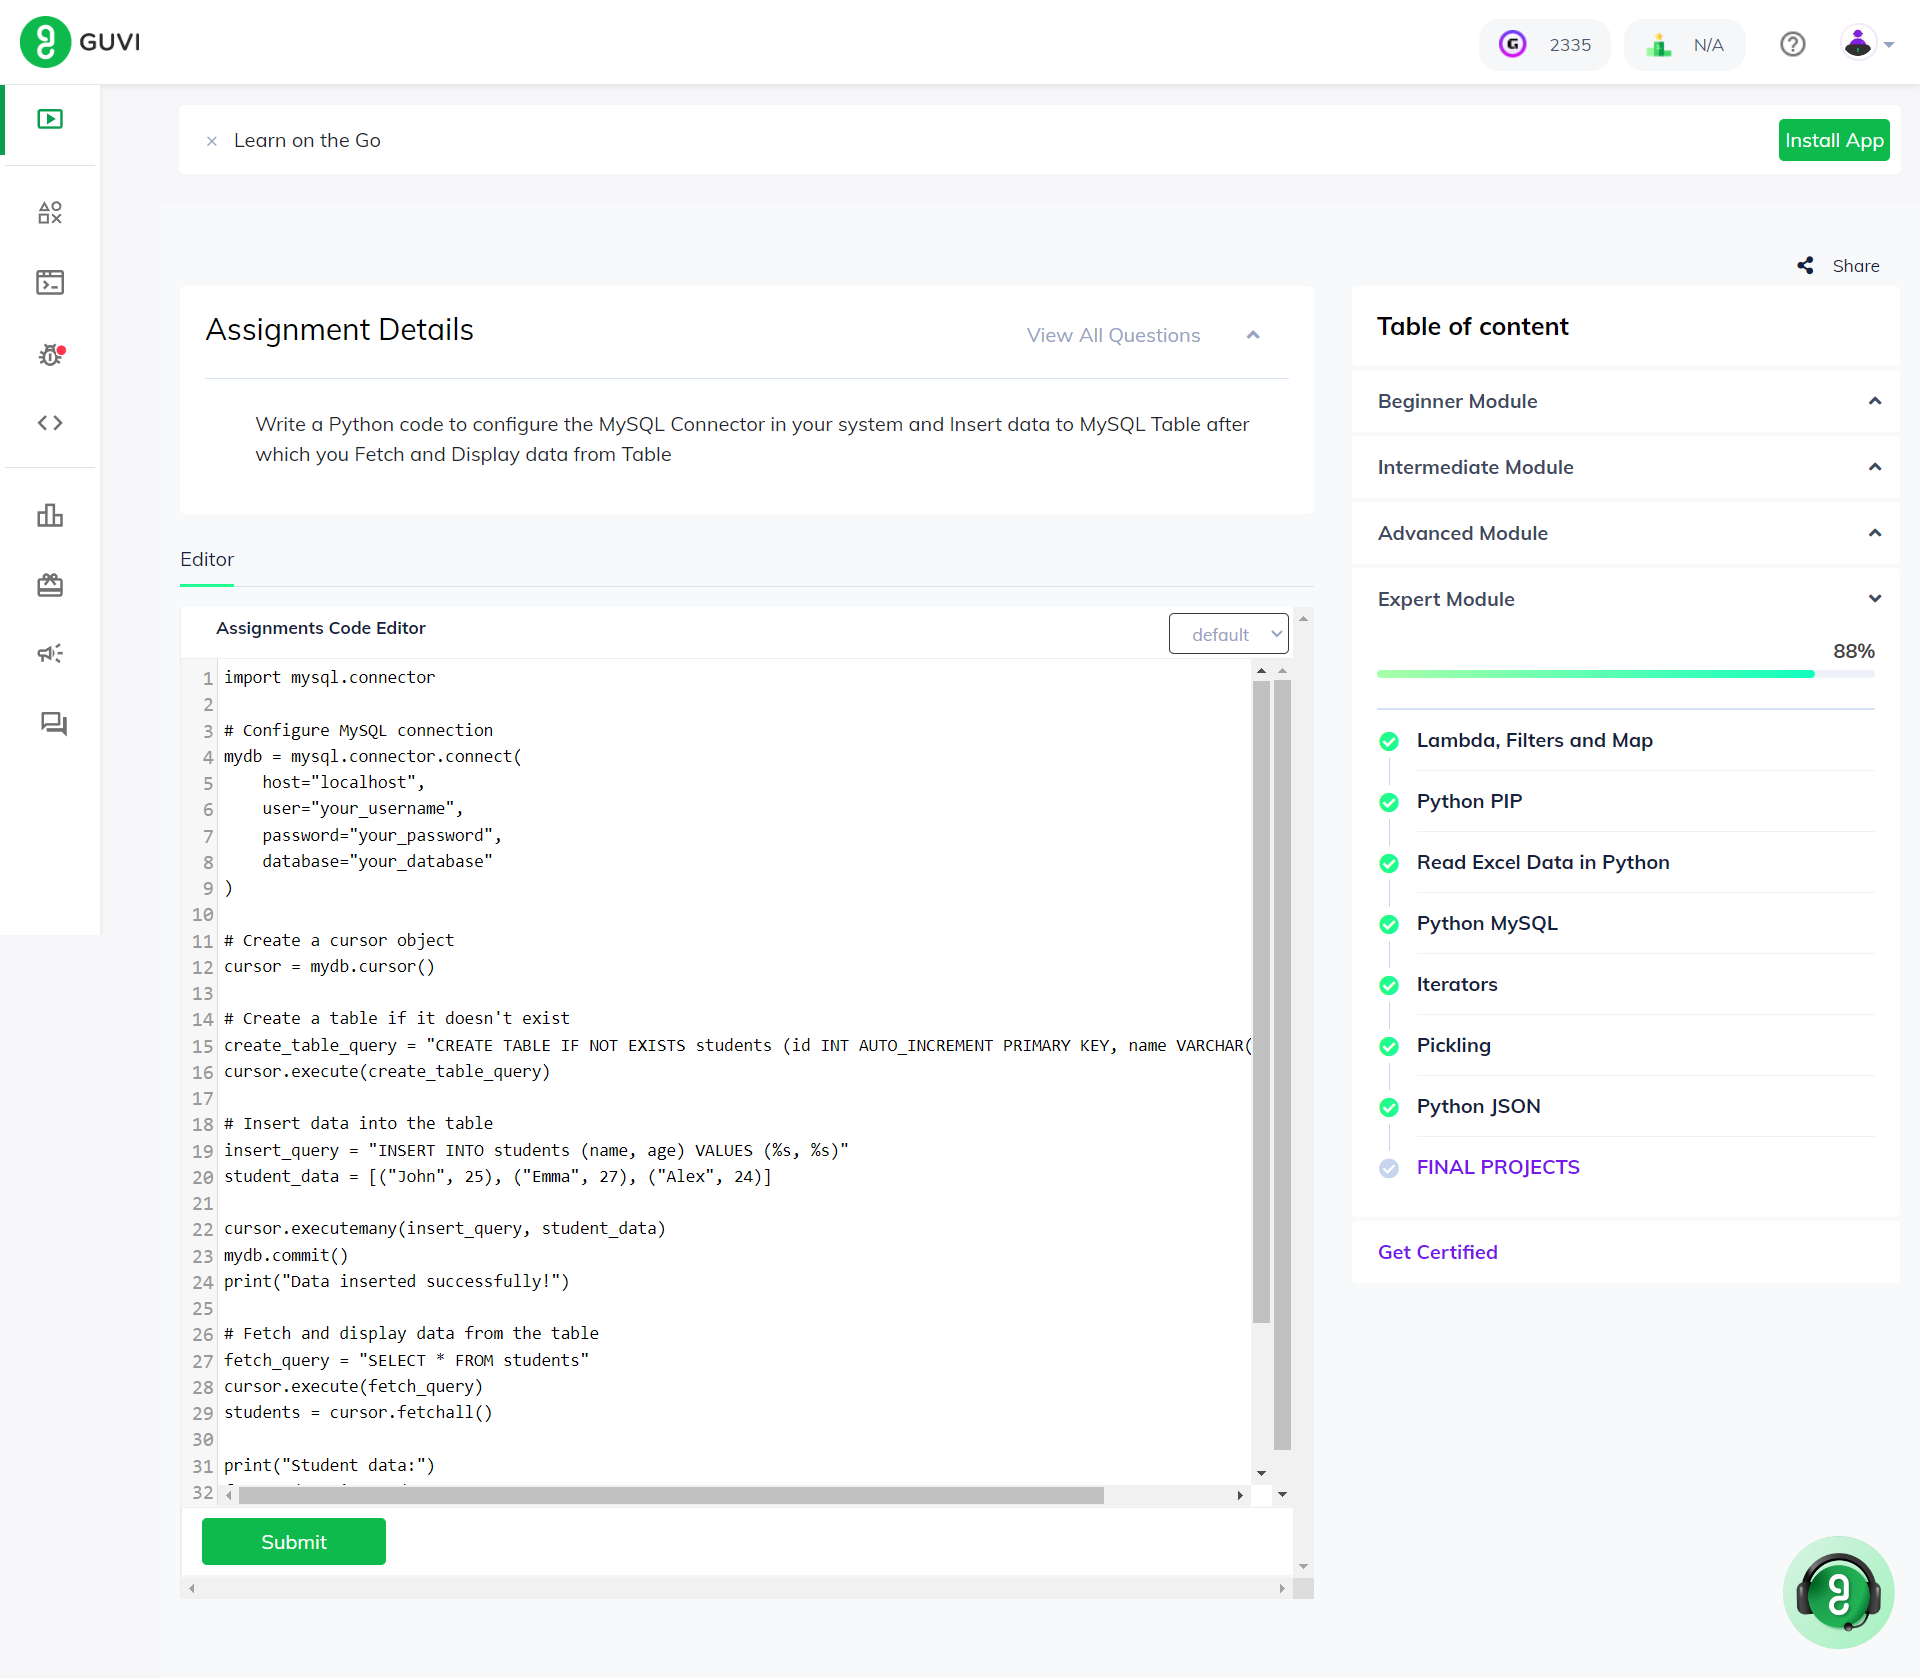 GUVI
2335
N/A
Learn on the Go
Install App
Share
Assignment Details
View All Questions
Write a Python code to configure the MySQL Connector in your system and Insert data to MySQL Table after
which you Fetch and Display data from Table
Editor
Assignments Code Editor
default
1 import mysql.connector
2
3 # Configure MySQL connection
4 mydb = mysql.connector.connect(
5     host="localhost",
6     user="your_username",
7     password="your_password",
8     database="your_database"
9 )
10
11 # Create a cursor object
12 cursor = mydb.cursor()
13
14 # Create a table if it doesn't exist
15 create_table_query = "CREATE TABLE IF NOT EXISTS students (id INT AUTO_INCREMENT PRIMARY KEY, name VARCHAR(
16 cursor.execute(create_table_query)
17
18 # Insert data into the table
19 insert_query = "INSERT INTO students (name, age) VALUES (%s, %s)"
20 student_data = [("John", 25), ("Emma", 27), ("Alex", 24)]
21
22 cursor.executemany(insert_query, student_data)
23 mydb.commit()
24 print("Data inserted successfully!")
25
26 # Fetch and display data from the table
27 fetch_query = "SELECT * FROM students"
28 cursor.execute(fetch_query)
29 students = cursor.fetchall()
30
31 print("Student data:")
32
Submit
Table of content
Beginner Module
Intermediate Module
Advanced Module
Expert Module
88%
Lambda, Filters and Map
Python PIP
Read Excel Data in Python
Python MySQL
Iterators
Pickling
Python JSON
FINAL PROJECTS
Get Certified